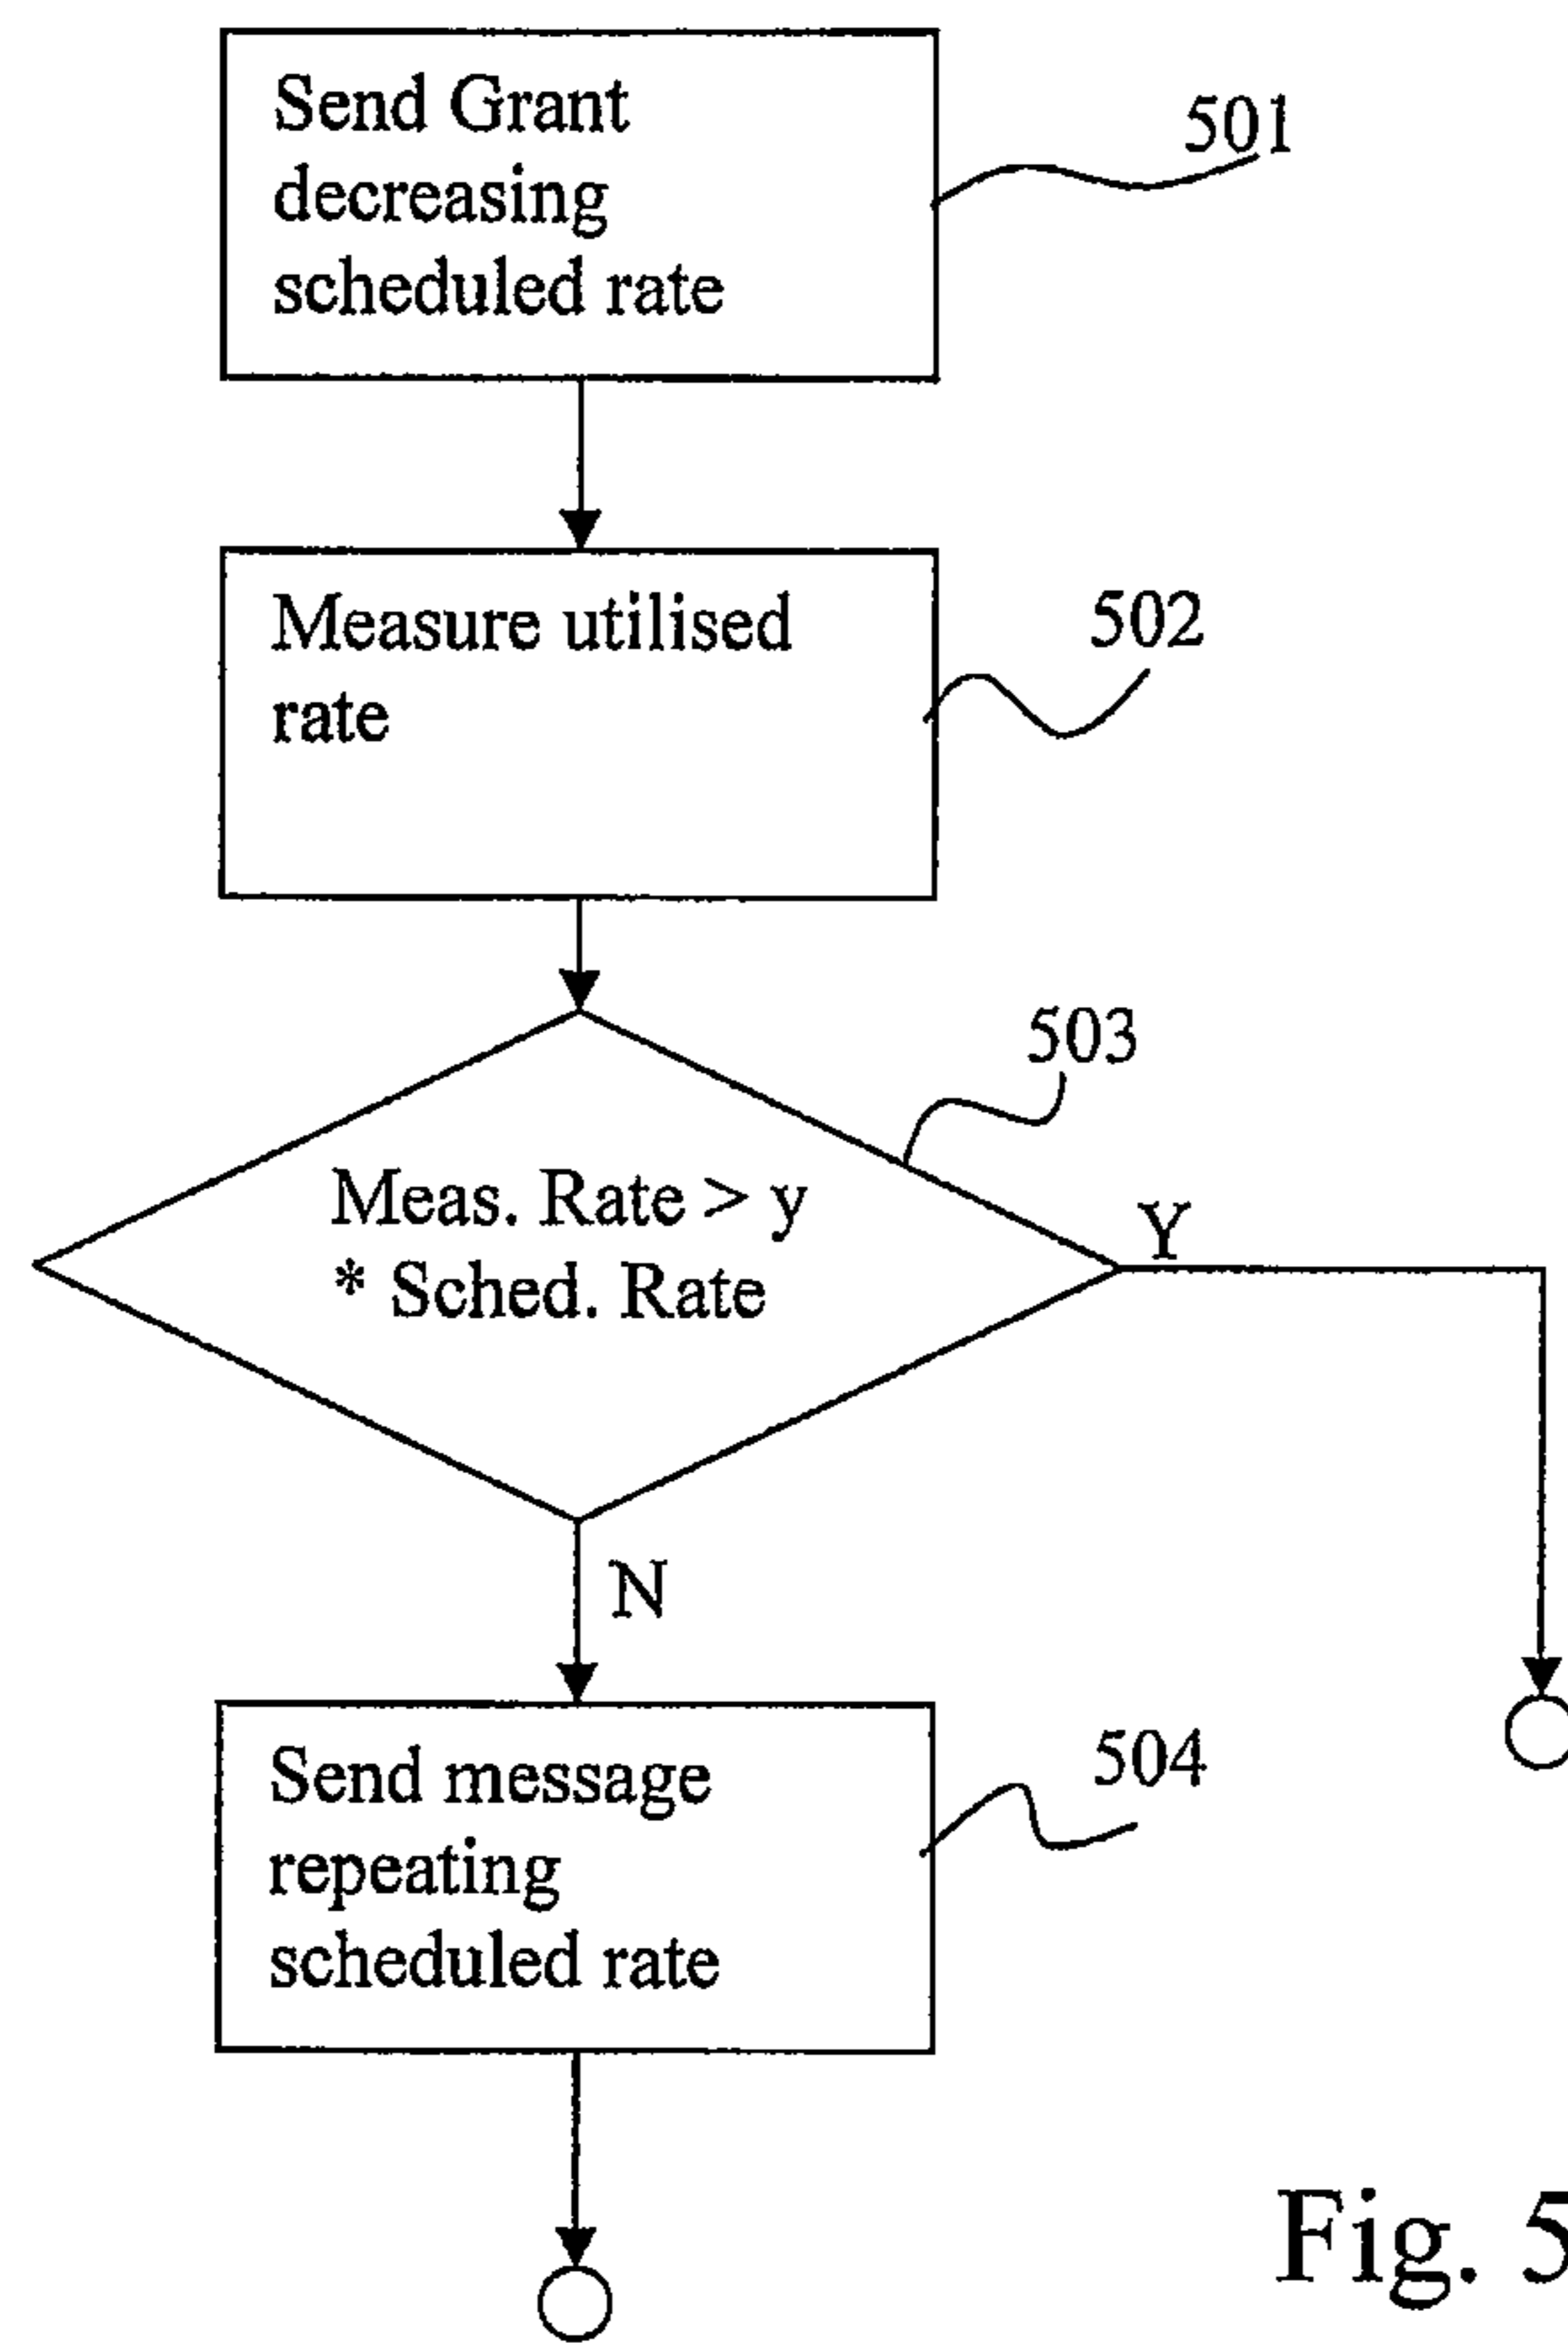 Send Grant
decreasing
scheduled rate
501
Measure utilised
rate
502
503
Meas. Rate > y
* Sched. Rate
Y
N
Send message
repeating
scheduled rate
504
Fig. 5